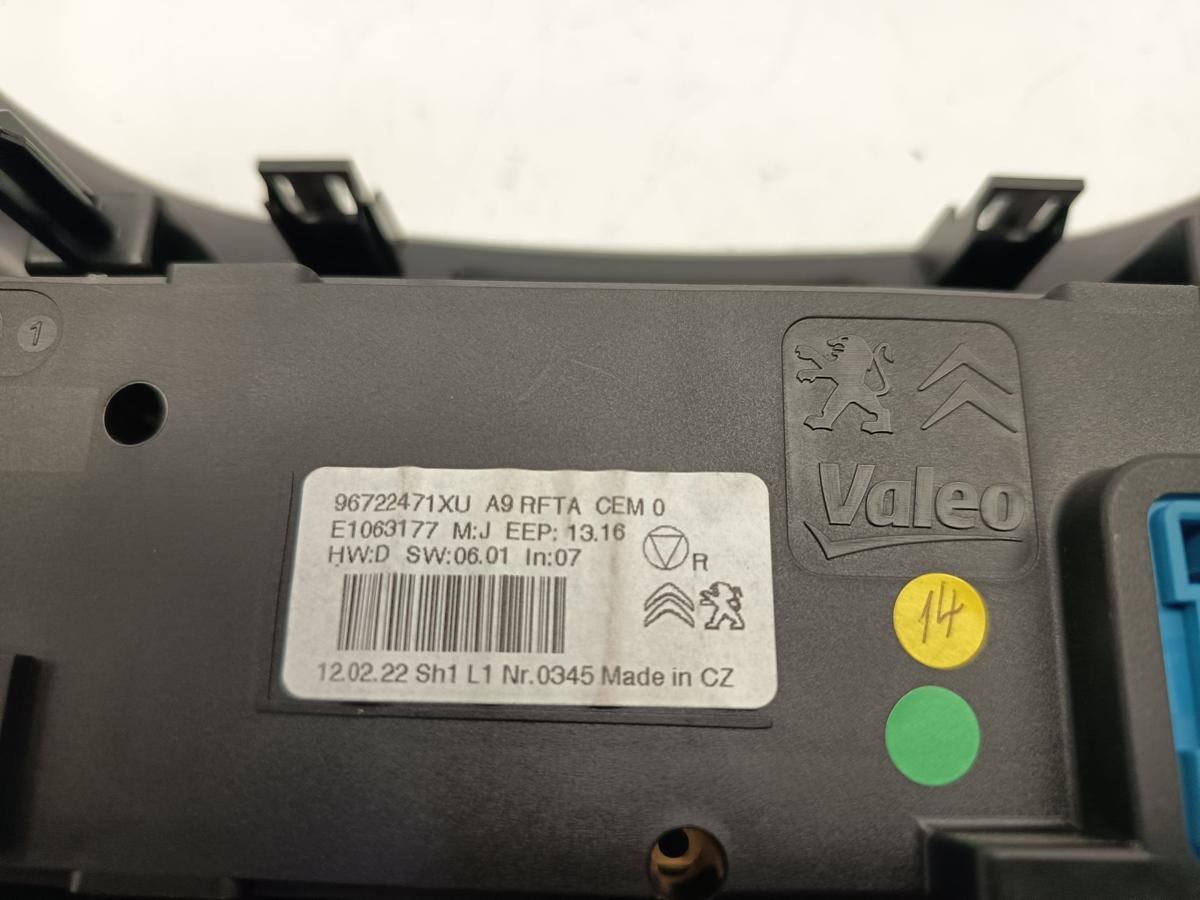 1
Valeo
96722471XU A9 RFTA CEM 0
E1063177 M:J EEP: 13.16
HW:D SW:06.01 In:07
R
12.02.22 Sh1 L1 Nr.0345 Made in CZ
14